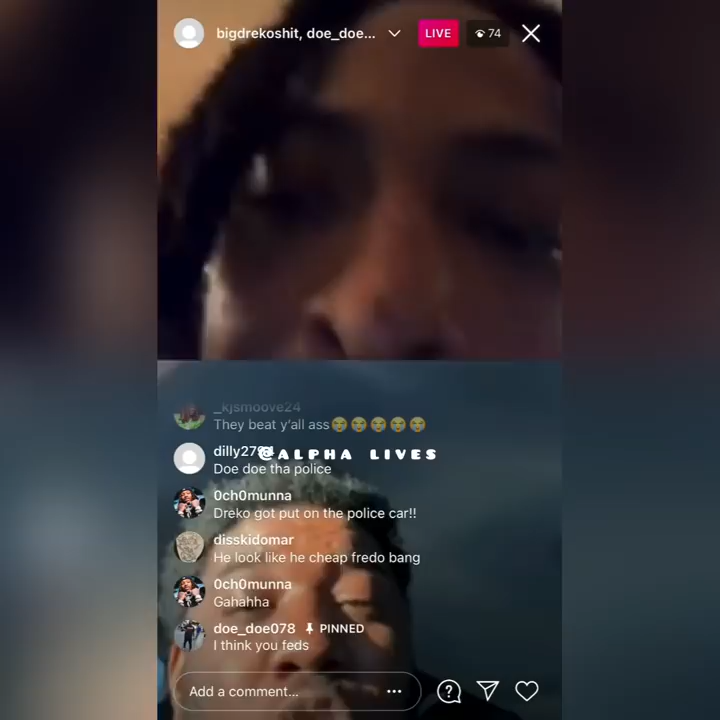 bigdrekoshit, doe_doe...
LIVE
74
_kjsmoove24
They beat y'all ass😭😭😭😭😭
dilly2794
@ALPHA LIVES
Doe doe tha police
0ch0munna
Dreko got put on the police car!!
disskidomar
He look like he cheap fredo bang
0ch0munna
Gahahha
doe_doe078 PINNED
I think you feds
Add a comment...